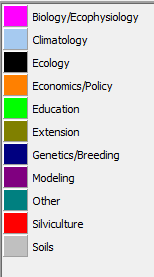 Biology/Ecophysiology
Climatology
Ecology
Economics/Policy
Education
Extension
Genetics/Breeding
Modeling
Other
Silviculture
Soils